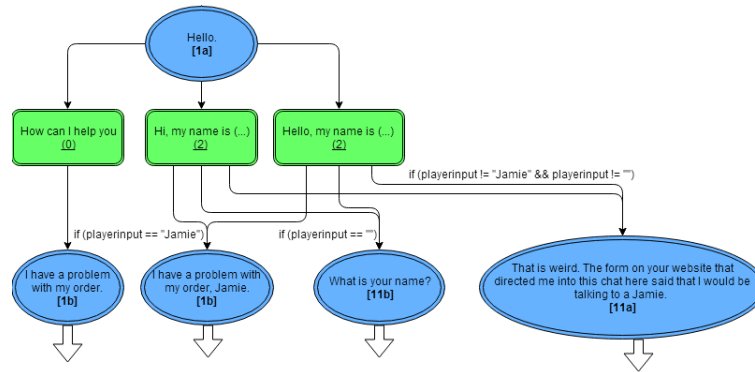 Hello.
[1a]
How can I help you
(0)
Hi, my name is (...)
(2)
Hello, my name is (...)
(2)
if (playerinput != "Jamie" && playerinput != "")
if (playerinput == "Jamie")
if (playerinput == "")
I have a problem
with my order.
[1b]
I have a problem with
my order, Jamie.
[1b]
What is your name?
[11b]
That is weird. The form on your website that
directed me into this chat here said that I would be
talking to a Jamie.
[11a]